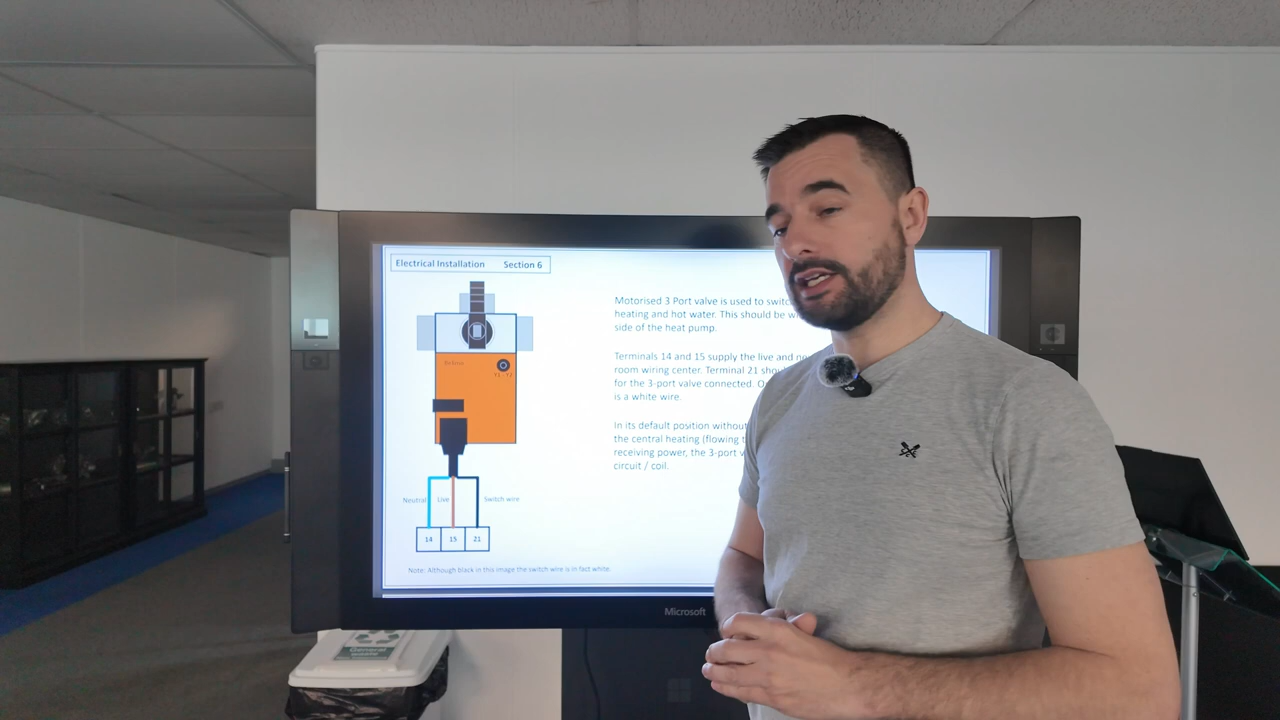 Electrical Installation Section 6
Motorised 3 Port valve is used to switc
heating and hot water. This should be w
side of the heat pump.
Terminals 14 and 15 supply the live and ne
room wiring center. Terminal 21 shoul
for the 3-port valve connected. O
is a white wire.
In its default position without
the central heating (flowing t
receiving power, the 3-port v
circuit / coil.
Neutral Live Switch wire
14 15 21
Note: Although black in this image the switch wire is in fact white.
Microsoft
General
waste